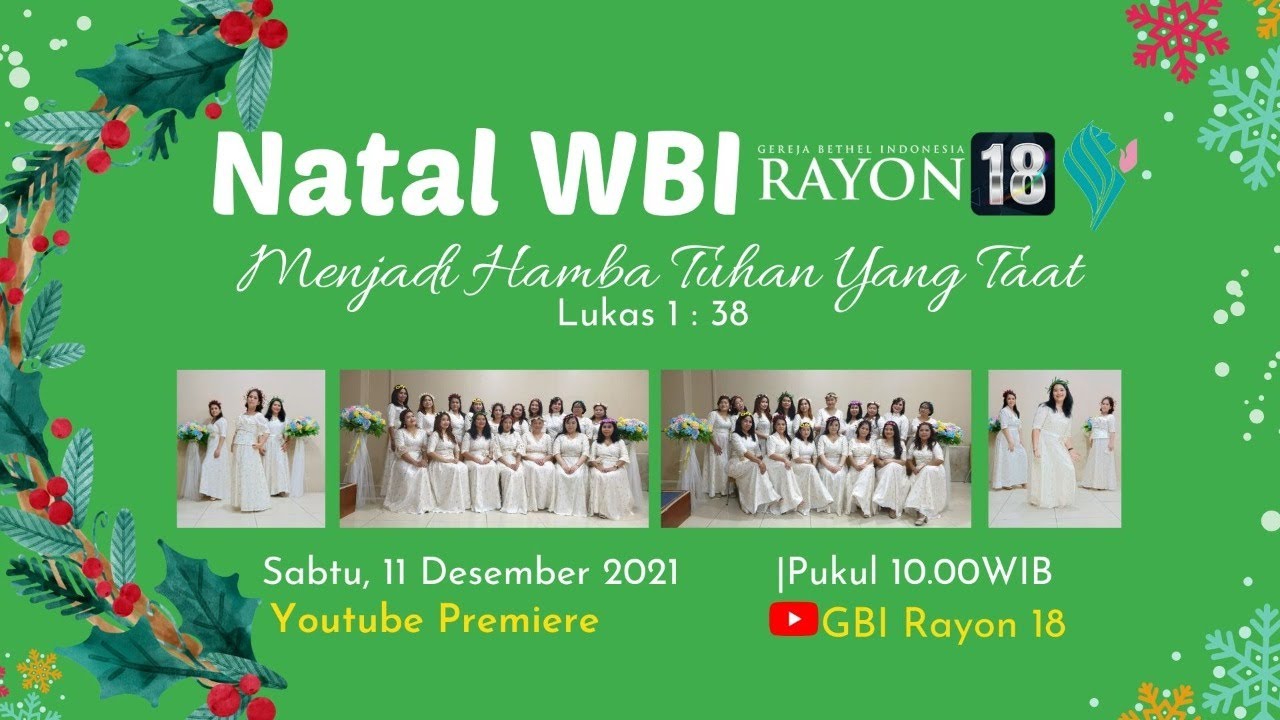 Natal WBI
GEREJA BETHEL INDONESIA
RAYON 18
Menjadi Hamba Tuhan Yang Taat
Lukas 1 : 38
Sabtu, 11 Desember 2021 |Pukul 10.00WIB
Youtube Premiere GBI Rayon 18